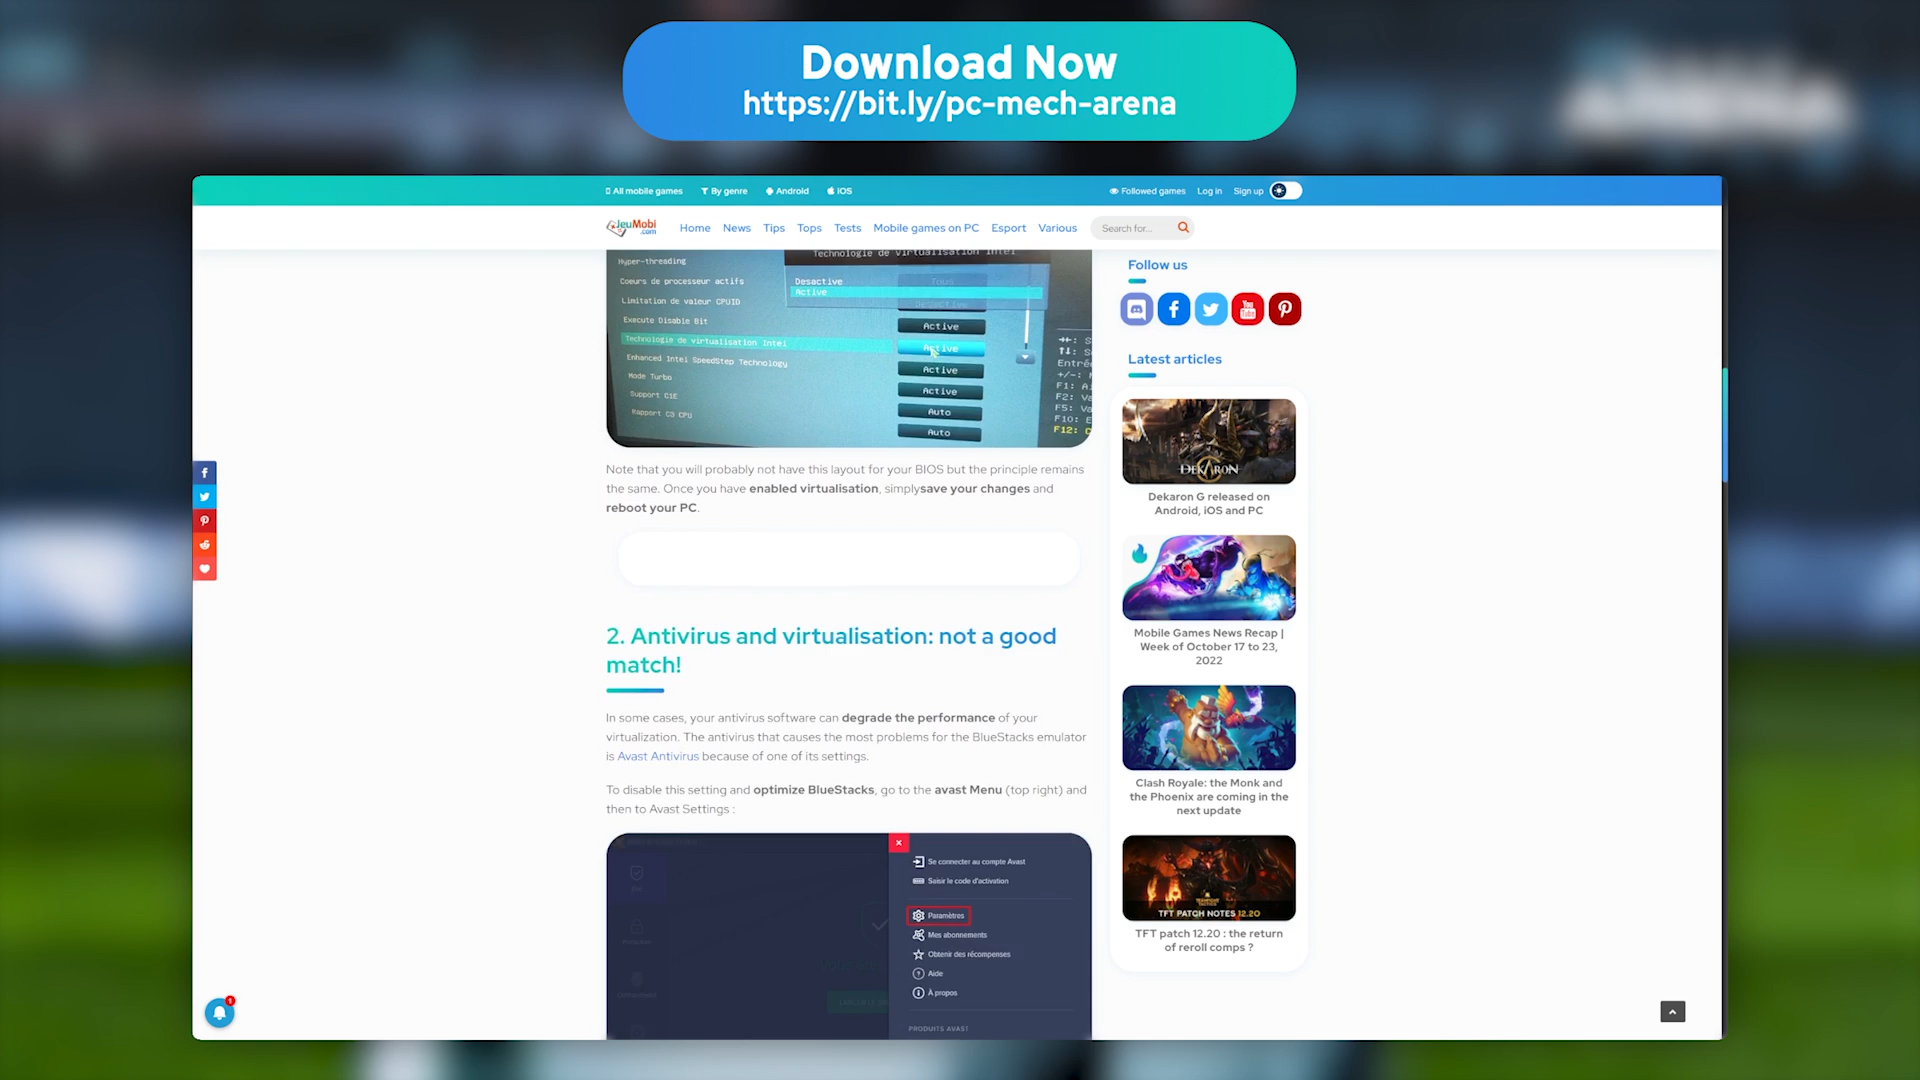 Download Now
https://bit.ly/pc-mech-arena
All mobile games
By genre
Android
iOS
Followed games
Log in
Sign up
JeuMobi
.com
Home
News
Tips
Tops
Tests
Mobile games on PC
Esport
Various
Search for...
Technologie de virtualisation Intel
Hyper-threading
Coeurs de processeur actifs
Limitation de valeur CPUID
Execute Disable Bit
Technologie de virtualisation Intel
Enhanced Intel SpeedStep Technology
Mode Turbo
Support C1E
Rapport C3 CPU
Desactive
Active
Active
Active
Active
Active
Auto
Auto
Note that you will probably not have this layout for your BIOS but the principle remains
the same. Once you have enabled virtualisation, simplysave your changes and
reboot your PC.
2. Antivirus and virtualisation: not a good
match!
In some cases, your antivirus software can degrade the performance of your
virtualization. The antivirus that causes the most problems for the BlueStacks emulator
is Avast Antivirus because of one of its settings.
To disable this setting and optimize BlueStacks, go to the avast Menu (top right) and
then to Avast Settings :
Se connecter au compte Avast
Saisir le code d'activation
Paramètres
Mes abonnements
Obtenir des récompenses
Aide
À propos
PRODUITS AVAST
Follow us
You
Tube
Latest articles
DEKARON
Dekaron G released on
Android, iOS and PC
Mobile Games News Recap |
Week of October 17 to 23,
2022
Clash Royale: the Monk and
the Phoenix are coming in the
next update
TFT PATCH NOTES 12.20
TFT patch 12.20 : the return
of reroll comps ?
1